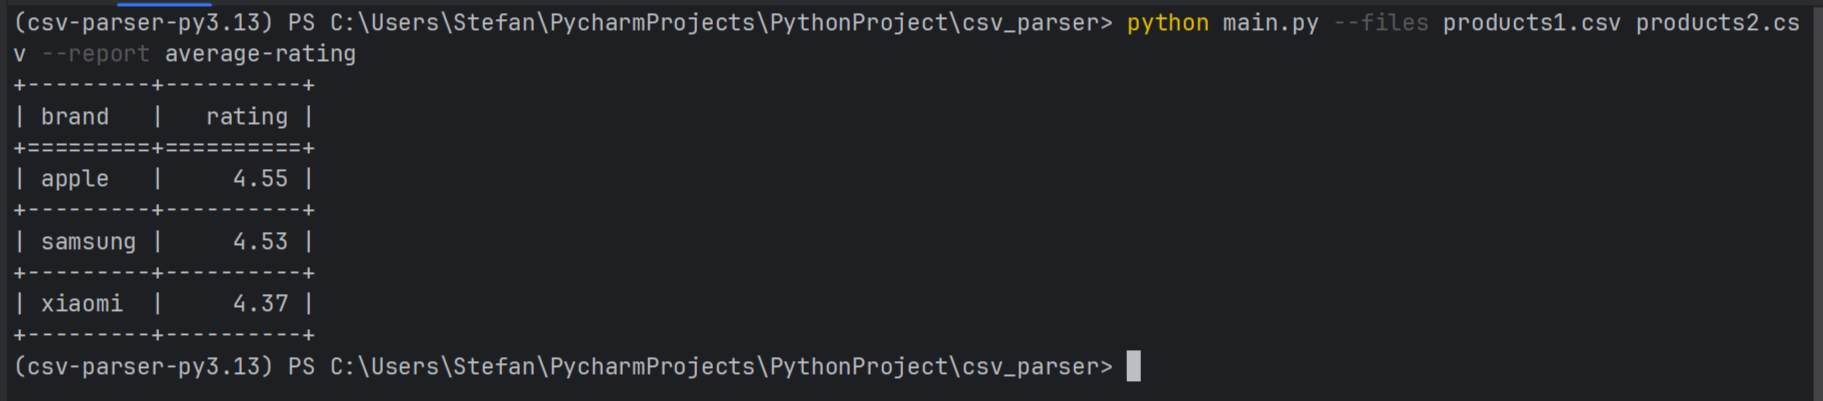 (csv-parser-py3.13) PS C:\Users\Stefan\PycharmProjects\PythonProject\csv_parser> python main.py --files products1.csv products2.cs
v --report average-rating
+---------+----------+
| brand   |   rating |
+=========+==========+
| apple   |     4.55 |
+---------+----------+
| samsung |     4.53 |
+---------+----------+
| xiaomi  |     4.37 |
+---------+----------+
(csv-parser-py3.13) PS C:\Users\Stefan\PycharmProjects\PythonProject\csv_parser>